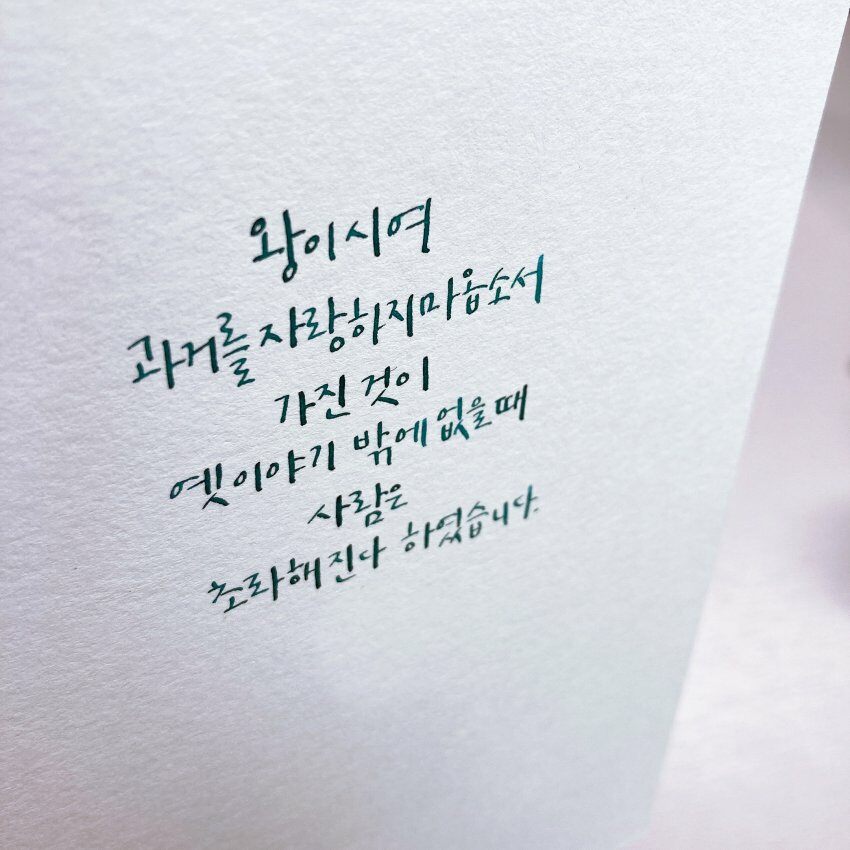 왕이시여
과거를 자랑하지마옵소서
가진 것이
옛이야기 밖에 없을 때
사람은
초라해진다 하였습니다.